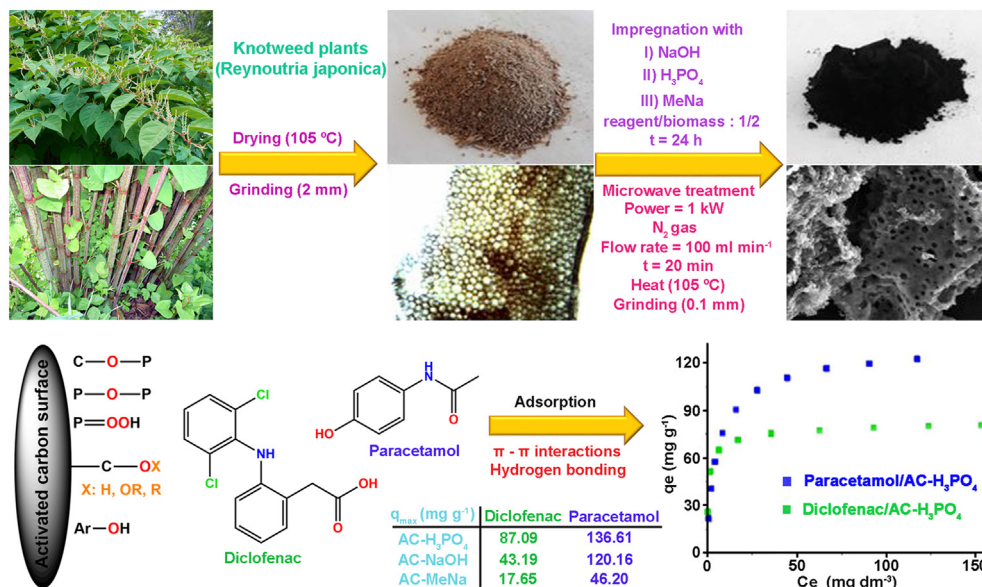 Knotweed plants
(Reynoutria japonica)
Drying (105 ºC)
Grinding (2 mm)
Impregnation with
I) NaOH
II) H₃PO₄
III) MeNa
reagent/biomass : 1/2
t = 24 h
Microwave treatment
Power = 1 kW
N₂ gas
Flow rate = 100 ml min⁻¹
t = 20 min
Heat (105 ºC)
Grinding (0.1 mm)
Activated carbon surface
C—O—P
P—O—P
P=OOH
C—OX
X: H, OR, R
Ar—OH
Cl
NH
Cl
OH
O
Diclofenac
H
N
O
HO
Paracetamol
Adsorption
π - π interactions
Hydrogen bonding
qmax (mg g⁻¹) Diclofenac Paracetamol
AC-H₃PO₄ 87.09 136.61
AC-NaOH 43.19 120.16
AC-MeNa 17.65 46.20
qe (mg g⁻¹)
120
90
60
30
0
Paracetamol/AC-H₃PO₄
Diclofenac/AC-H₃PO₄
0 50 100 150
Ce (mg dm⁻³)